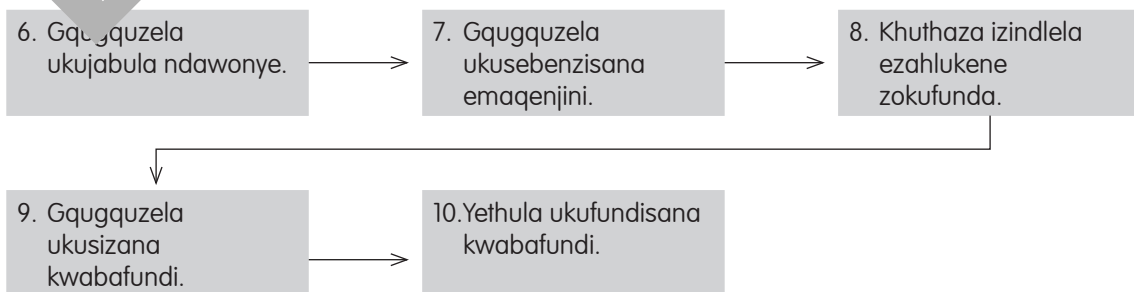 6. Gqugquzela
ukujabula ndawonye.
7. Gqugquzela
ukusebenzisana
emaqenjini.
8. Khuthaza izindlela
ezahlukene
zokufunda.
9. Gqugquzela
ukusizana
kwabafundi.
10.Yethula ukufundisana
kwabafundi.